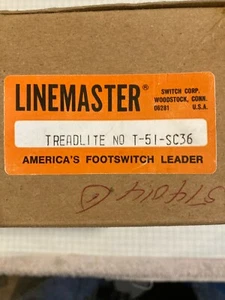 LINEMASTER®
SWITCH CORP.
WOODSTOCK, CONN.
06281 U.S.A.
TREADLITE NO T-51-SC36
AMERICA'S FOOTSWITCH LEADER